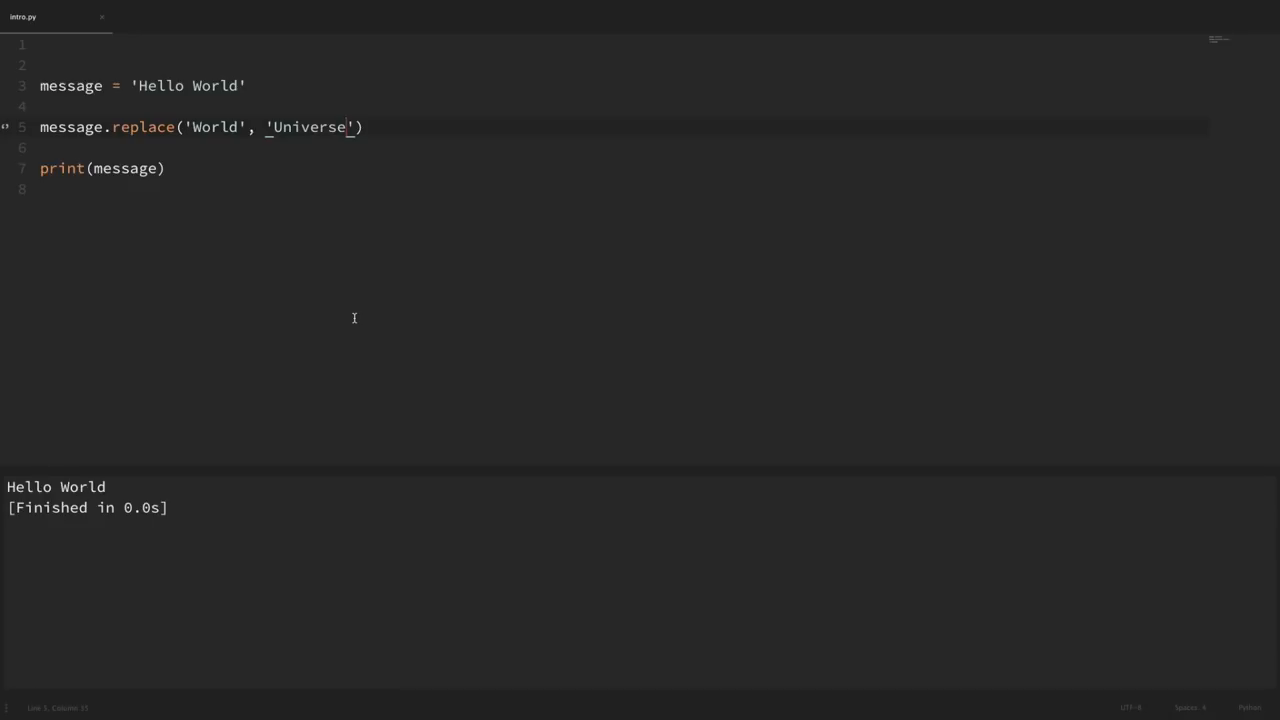 intro.py ×
1
2
3 message = 'Hello World'
4
5 message.replace('World', 'Universe')
6
7 print(message)
8
Hello World
[Finished in 0.0s]
Line 5, Column 35 UTF-8 Spaces: 4 Python